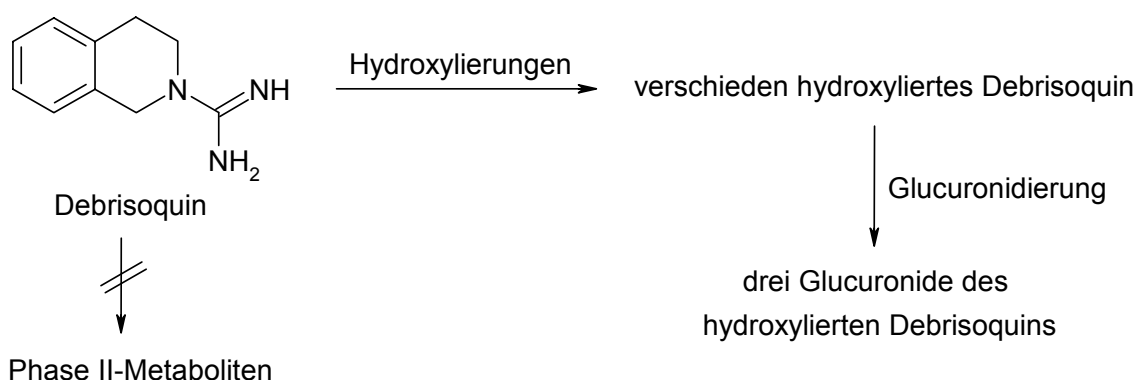 N
NH
NH2
Debrisoquin
Hydroxylierungen
verschieden hydroxyliertes Debrisoquin
Glucuronidierung
drei Glucuronide des
hydroxylierten Debrisoquins
Phase II-Metaboliten